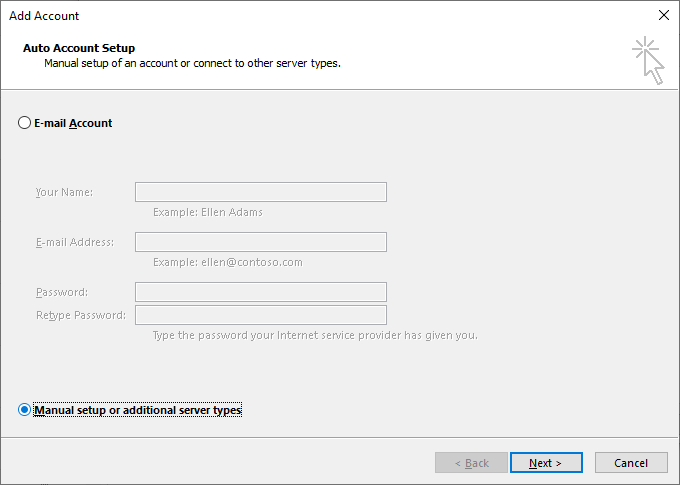 Add Account
Auto Account Setup
Manual setup of an account or connect to other server types.
E-mail Account
Your Name:
Example: Ellen Adams
E-mail Address:
Example: ellen@contoso.com
Password:
Retype Password:
Type the password your Internet service provider has given you.
Manual setup or additional server types
< Back Next > Cancel